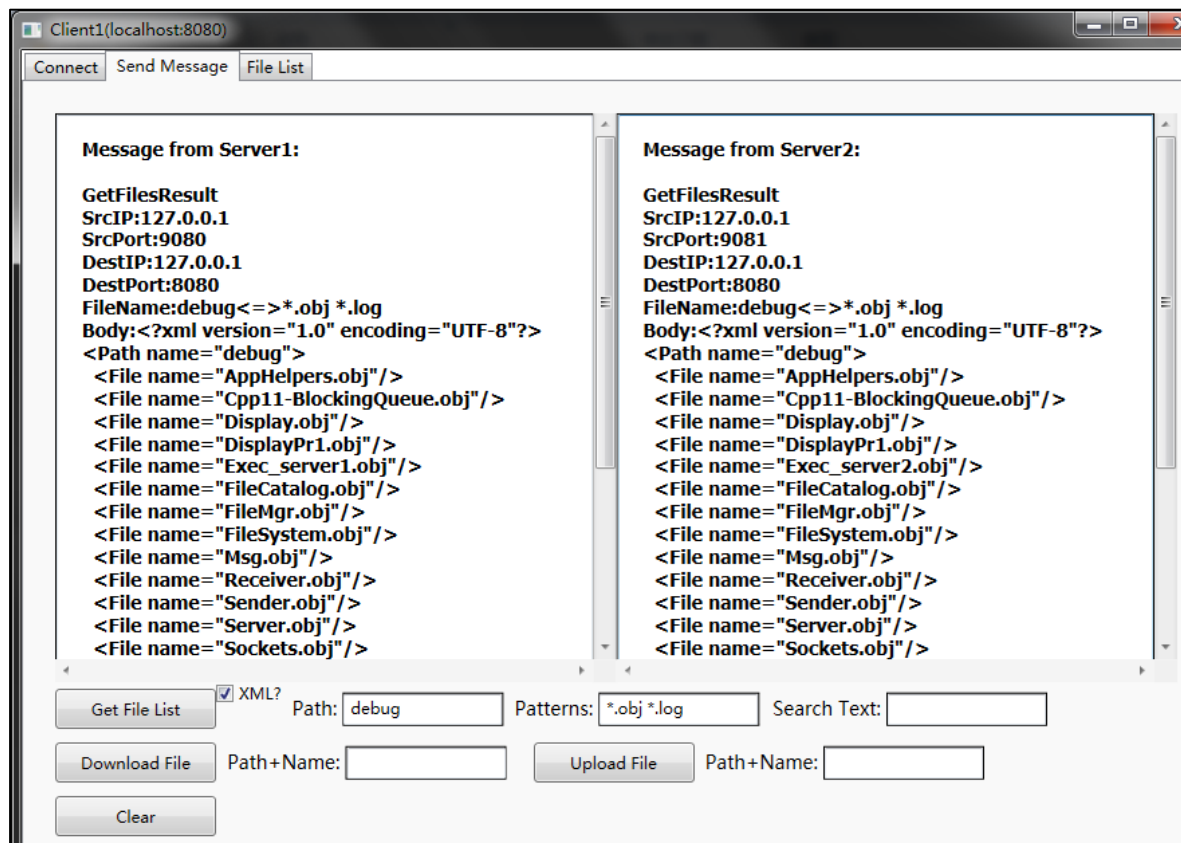 Client1(localhost:8080)
Connect Send Message File List
Message from Server1:
GetFilesResult
SrcIP:127.0.0.1
SrcPort:9080
DestIP:127.0.0.1
DestPort:8080
FileName:debug<=>*.obj *.log
Body:<?xml version="1.0" encoding="UTF-8"?>
<Path name="debug">
<File name="AppHelpers.obj"/>
<File name="Cpp11-BlockingQueue.obj"/>
<File name="Display.obj"/>
<File name="DisplayPr1.obj"/>
<File name="Exec_server1.obj"/>
<File name="FileCatalog.obj"/>
<File name="FileMgr.obj"/>
<File name="FileSystem.obj"/>
<File name="Msg.obj"/>
<File name="Receiver.obj"/>
<File name="Sender.obj"/>
<File name="Server.obj"/>
<File name="Sockets.obj"/>
Message from Server2:
GetFilesResult
SrcIP:127.0.0.1
SrcPort:9081
DestIP:127.0.0.1
DestPort:8080
FileName:debug<=>*.obj *.log
Body:<?xml version="1.0" encoding="UTF-8"?>
<Path name="debug">
<File name="AppHelpers.obj"/>
<File name="Cpp11-BlockingQueue.obj"/>
<File name="Display.obj"/>
<File name="DisplayPr1.obj"/>
<File name="Exec_server2.obj"/>
<File name="FileCatalog.obj"/>
<File name="FileMgr.obj"/>
<File name="FileSystem.obj"/>
<File name="Msg.obj"/>
<File name="Receiver.obj"/>
<File name="Sender.obj"/>
<File name="Server.obj"/>
<File name="Sockets.obj"/>
Get File List XML? Path: debug Patterns: *.obj *.log Search Text:
Download File Path+Name: Upload File Path+Name:
Clear